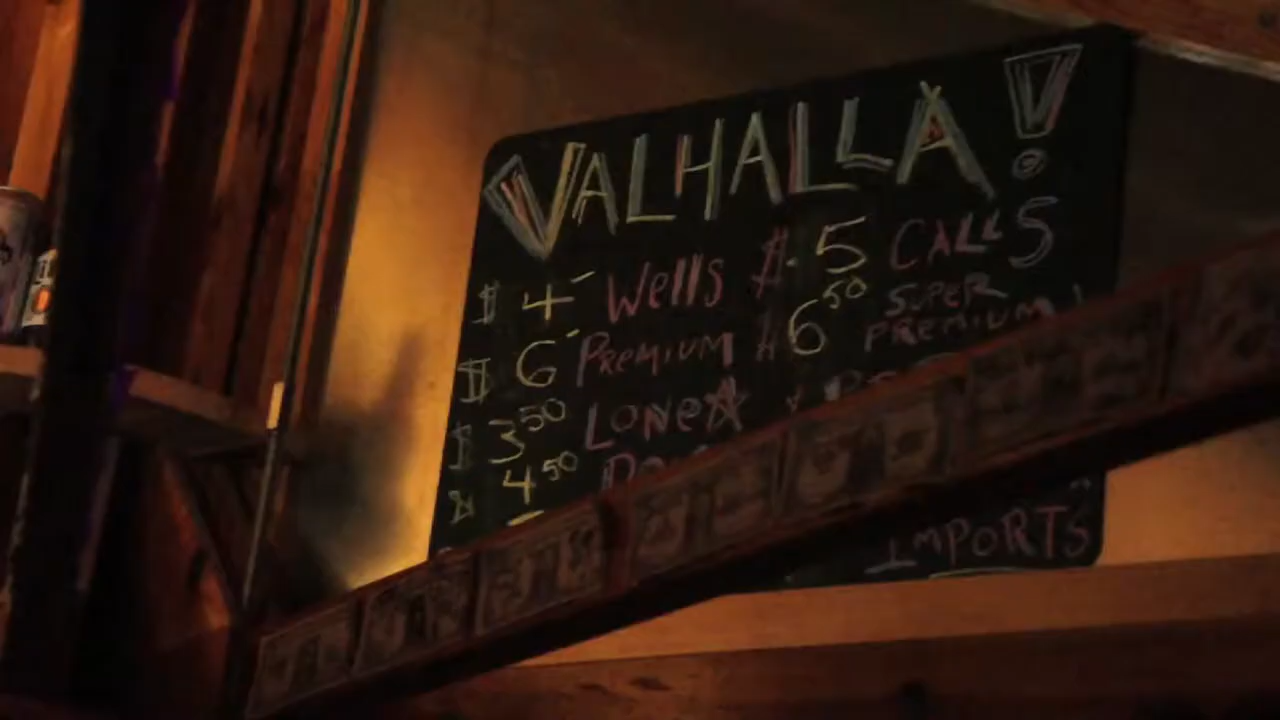 VALHALLA!
$4- Wells $5 CALLS
$6- PREMIUM $6.50 SUPER PREMIUM
$3.50 LONE☆
$4.50
IMPORTS